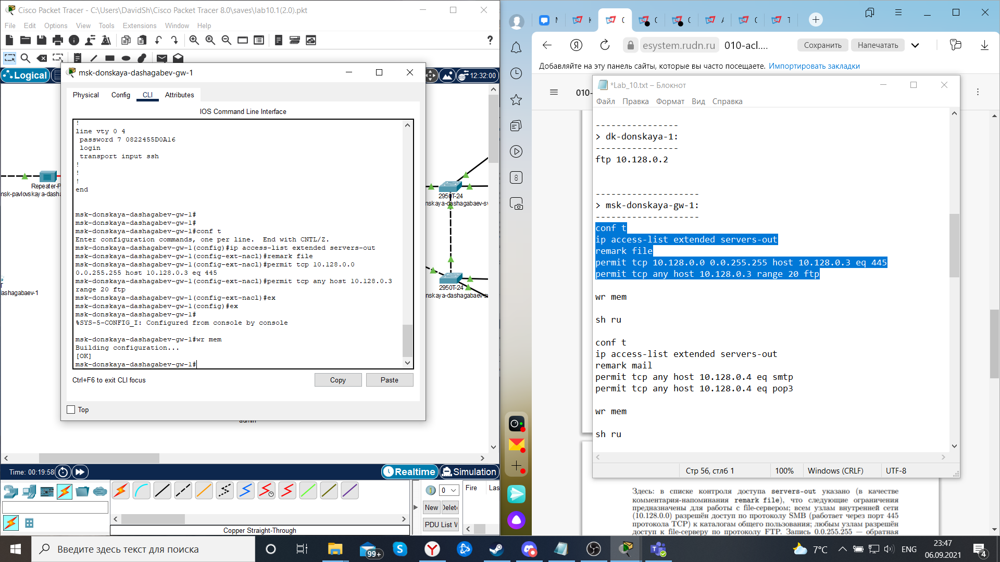 Cisco Packet Tracer - C:\Users\DavidSh\Cisco Packet Tracer 8.0\saves\lab10.1(2.0).pkt
File Edit Options View Tools Extensions Window Help
Logical
12:32:00
msk-donskaya-dashagabev-gw-1
Physical Config CLI Attributes
IOS Command Line Interface
!
line vty 0 4
password 7 0822455D0A16
login
transport input ssh
!
!
!
end
msk-donskaya-dashagabev-gw-1#
msk-donskaya-dashagabev-gw-1#
msk-donskaya-dashagabev-gw-1#conf t
Enter configuration commands, one per line. End with CNTL/Z.
msk-donskaya-dashagabev-gw-1(config)#ip access-list extended servers-out
msk-donskaya-dashagabev-gw-1(config-ext-nacl)#remark file
msk-donskaya-dashagabev-gw-1(config-ext-nacl)#permit tcp 10.128.0.0
0.0.255.255 host 10.128.0.3 eq 445
msk-donskaya-dashagabev-gw-1(config-ext-nacl)#permit tcp any host 10.128.0.3
range 20 ftp
msk-donskaya-dashagabev-gw-1(config-ext-nacl)#ex
msk-donskaya-dashagabev-gw-1(config)#ex
msk-donskaya-dashagabev-gw-1#
%SYS-5-CONFIG_I: Configured from console by console
msk-donskaya-dashagabev-gw-1#wr mem
Building configuration...
[OK]
msk-donskaya-dashagabev-gw-1#
Ctrl+F6 to exit CLI focus
Copy Paste
Top
admin
Repeater-P
msk-pavlovskaya-dash
ashagabaev-1
2950T-24
nskaya-dashagabaev-sw
2950T-24
nskaya-dashagabaev-s
Time: 00:19:58
Realtime Simulation
0
Fire Las
New Delete
PDU List W
Copper Straight-Through
esystem.rudn.ru 010-acl....
Сохранить Напечатать
Добавляйте на эту панель сайты, которые вы часто посещаете. Импортировать закладки
8
010-
*Lab_10.txt – Блокнот
Файл Правка Формат Вид Справка
----------------
> dk-donskaya-1:
----------------
ftp 10.128.0.2
--------------------
> msk-donskaya-gw-1:
--------------------
conf t
ip access-list extended servers-out
remark file
permit tcp 10.128.0.0 0.0.255.255 host 10.128.0.3 eq 445
permit tcp any host 10.128.0.3 range 20 ftp
wr mem
sh ru
conf t
ip access-list extended servers-out
remark mail
permit tcp any host 10.128.0.4 eq smtp
permit tcp any host 10.128.0.4 eq pop3
wr mem
sh ru
Стр 56, стлб 1 100% Windows (CRLF) UTF-8
Здесь: в списке контроля доступа servers-out указано (в качестве
комментария-напоминания remark file), что следующие ограничения
предназначены для работы с file-сервером; всем узлам внутренней сети
(10.128.0.0) разрешён доступ по протоколу SMB (работает через порт 445
протокола TCP) к каталогам общего пользования; любым узлам разрешён
доступ к file-серверу по протоколу FTP. Запись 0.0.255.255 — обратная
Введите здесь текст для поиска
99+
7°C
ENG
23:47
06.09.2021
4